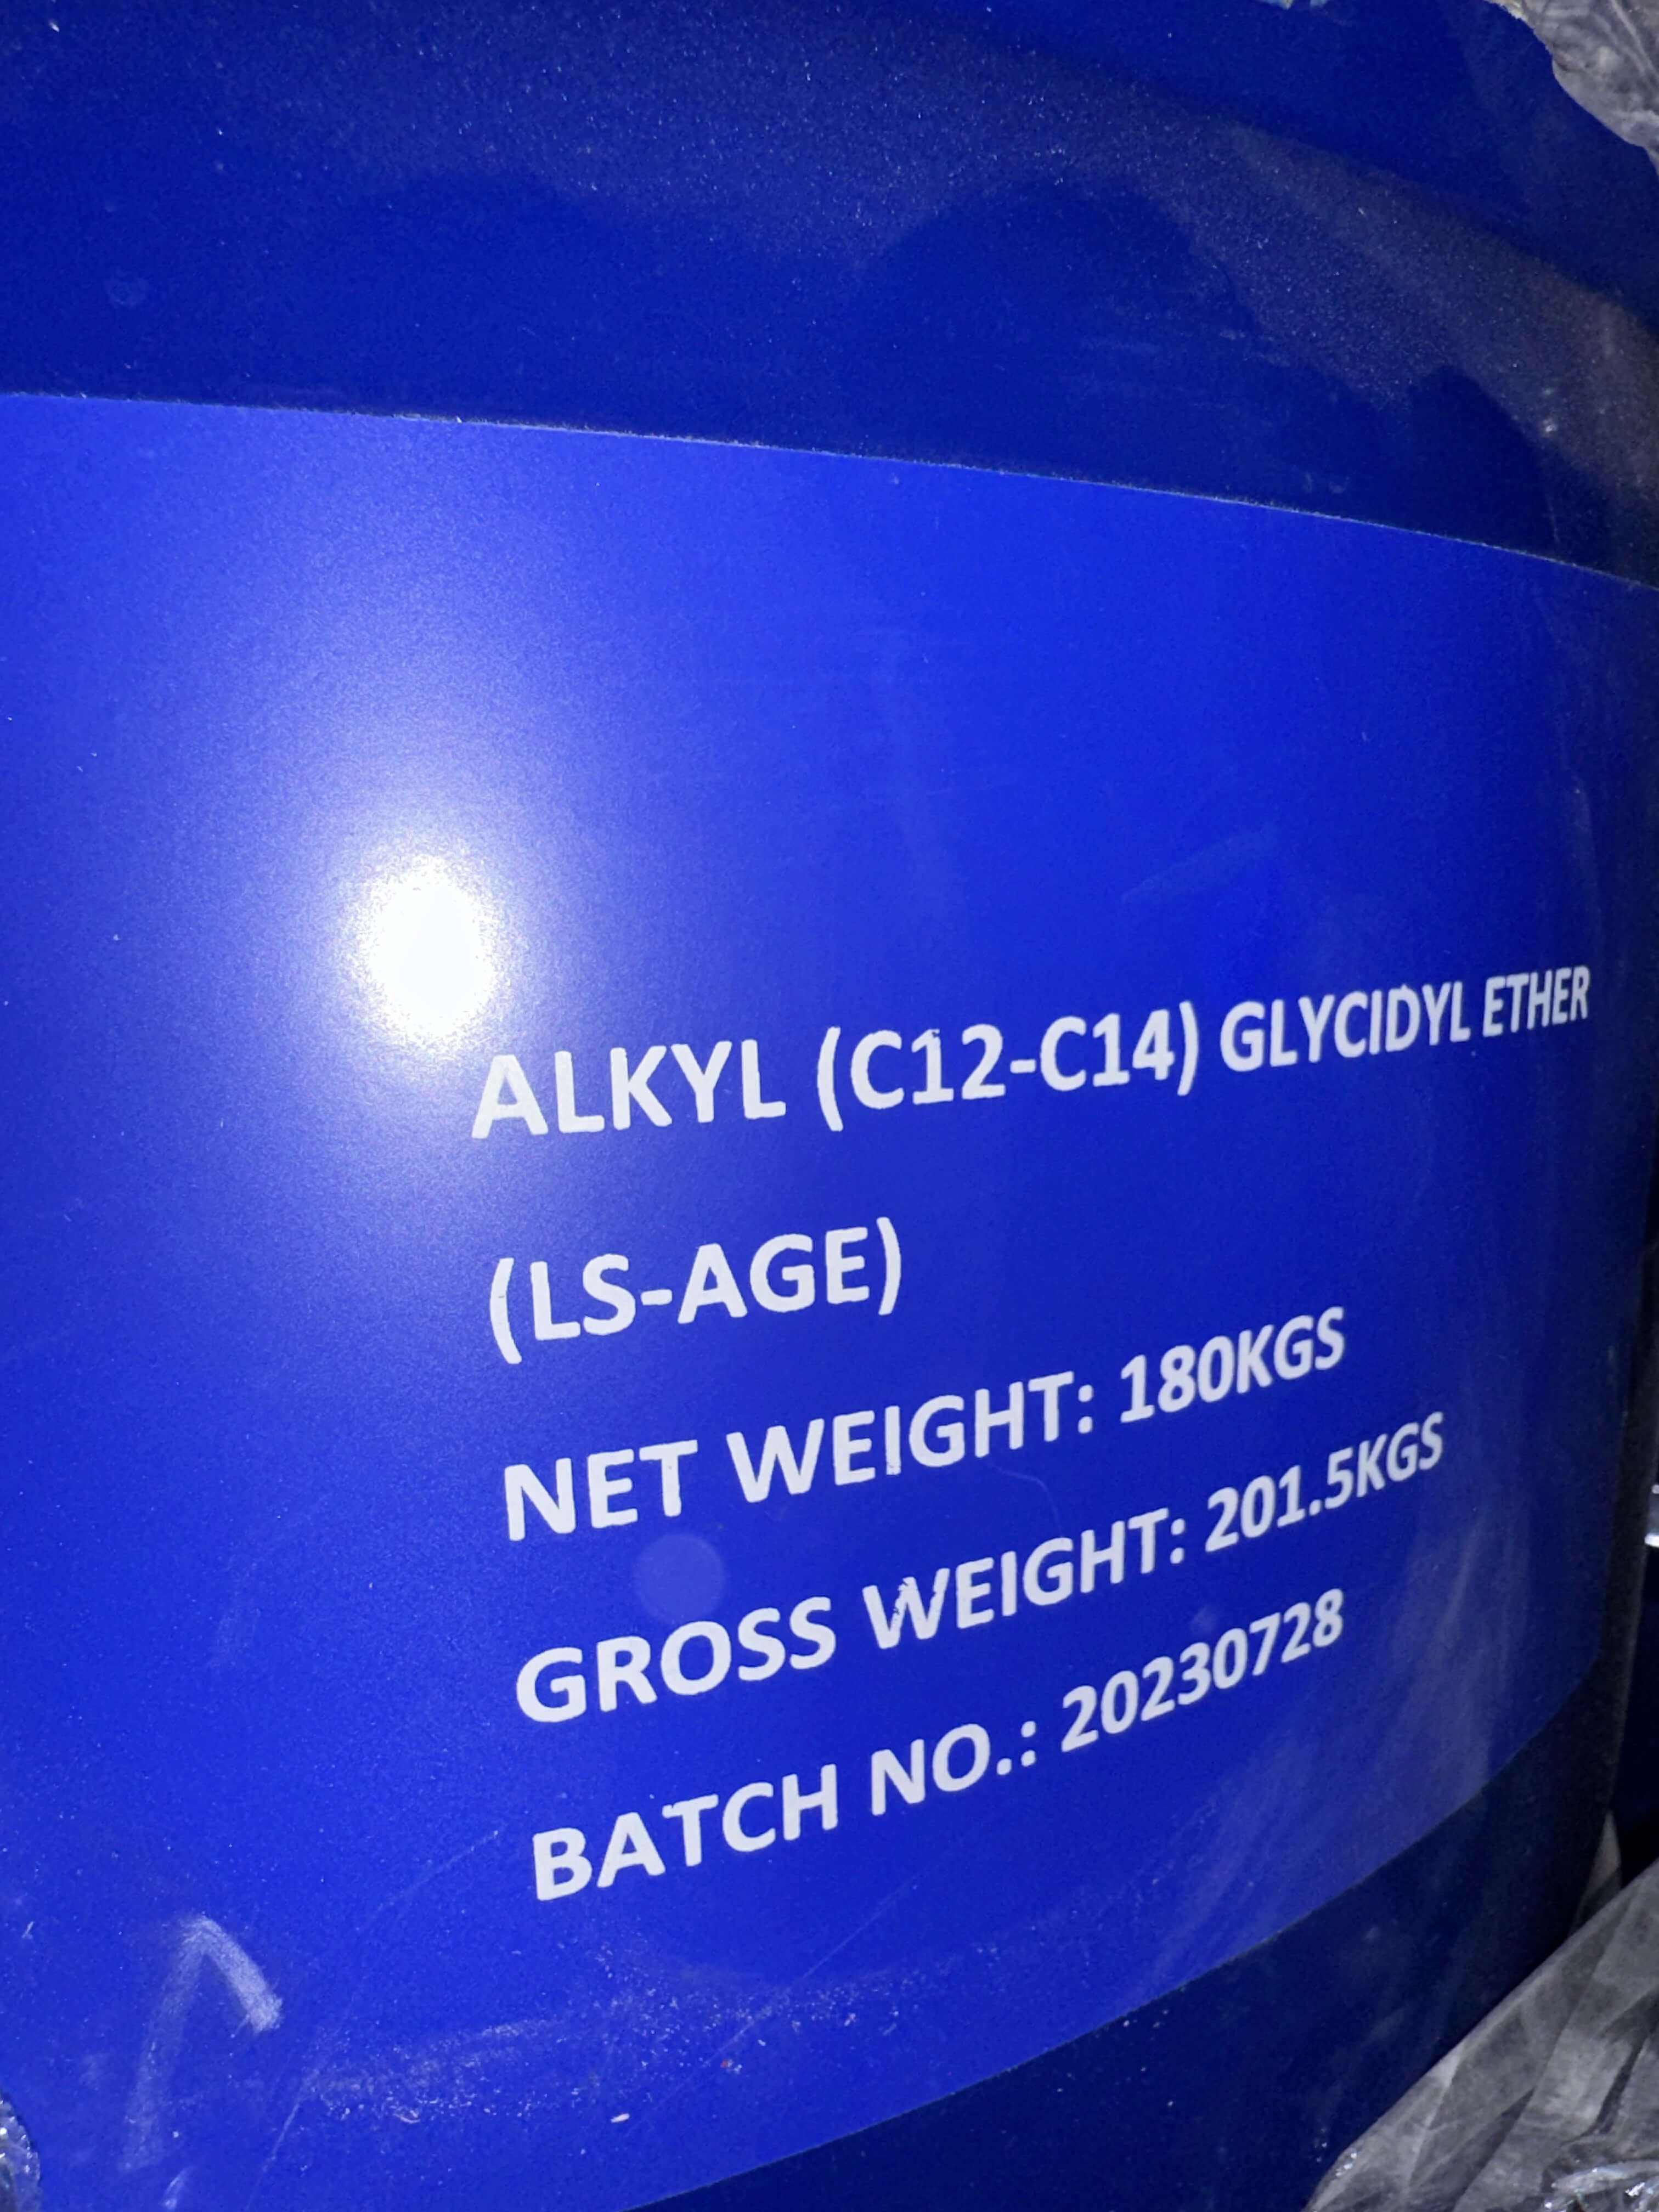 ALKYL (C12-C14) GLYCIDYL ETHER
(LS-AGE)
NET WEIGHT: 180KGS
GROSS WEIGHT: 201.5KGS
BATCH NO.: 20230728